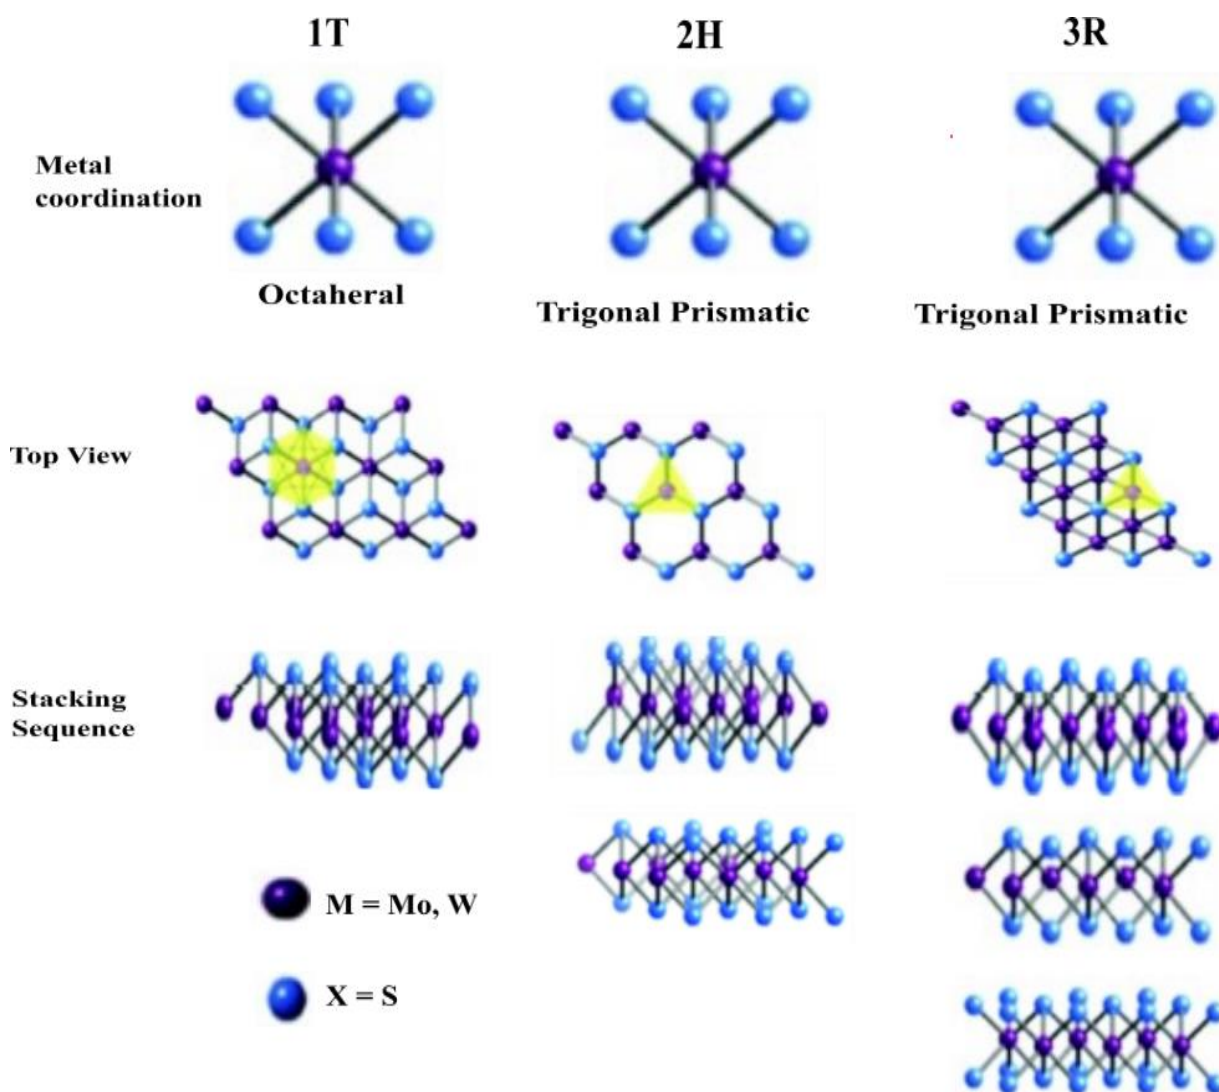 1T
2H
3R
Metal
coordination
Octaheral
Trigonal Prismatic
Trigonal Prismatic
Top View
Stacking
Sequence
M = Mo, W
X = S